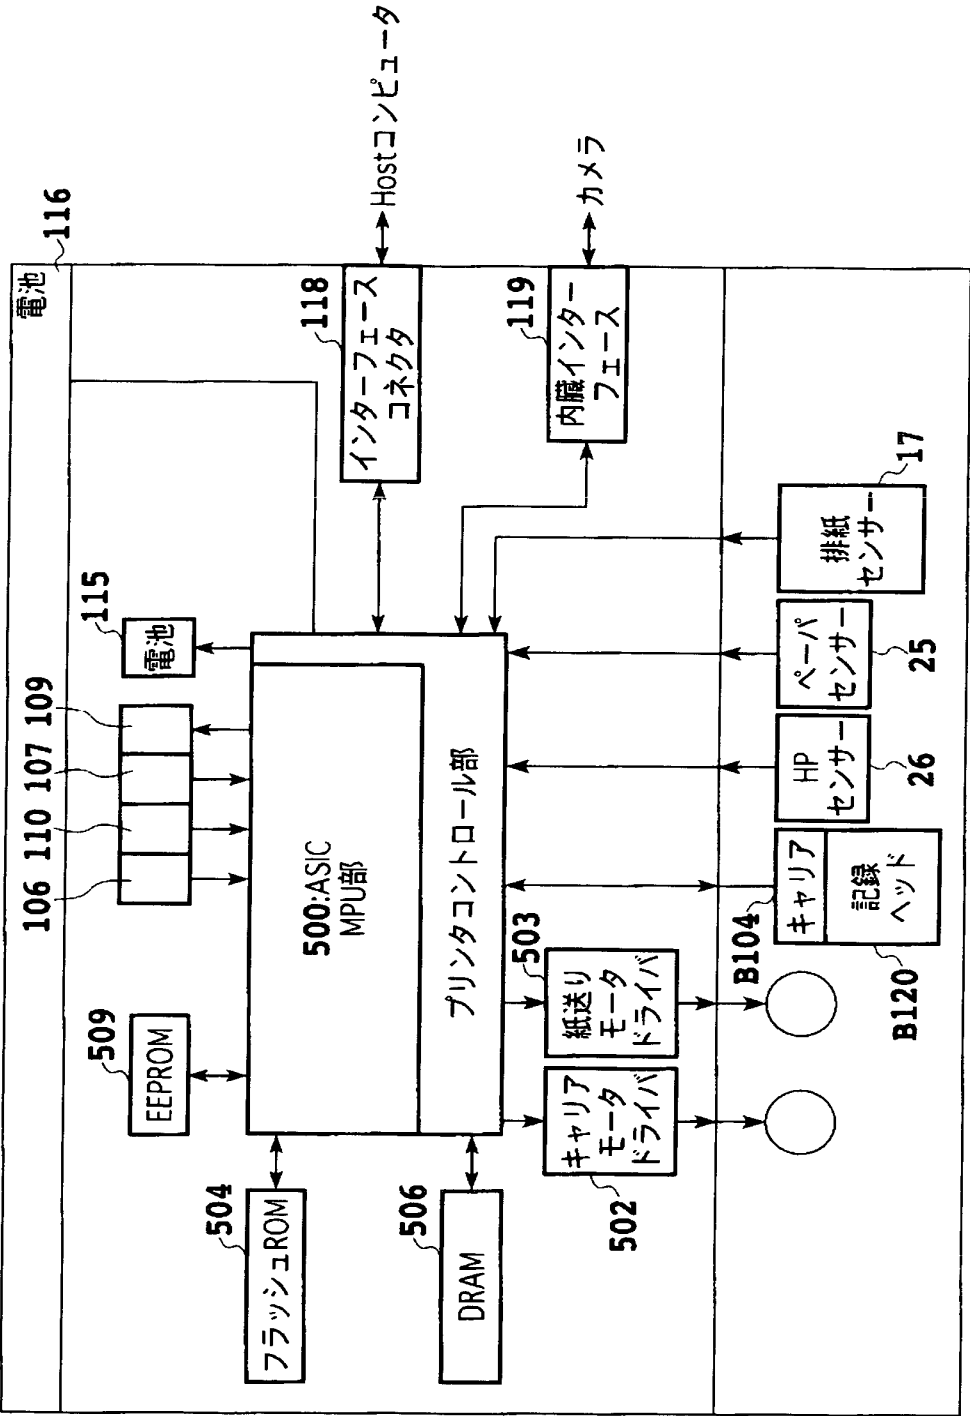 電池
116
106
110
107
109
115
電池
509
EEPROM
504
フラッシュROM
500:ASIC
MPU部
118
インターフェース
コネクタ
Hostコンピュータ
506
DRAM
プリンタコントロール部
119
内臓インター
フェース
カメラ
キャリア
モータ
ドライバ
502
503
紙送り
モータ
ドライバ
B104
キャリア
記録
ヘッド
B120
HP
センサー
26
ペーパ
センサー
25
排紙
センサー
17